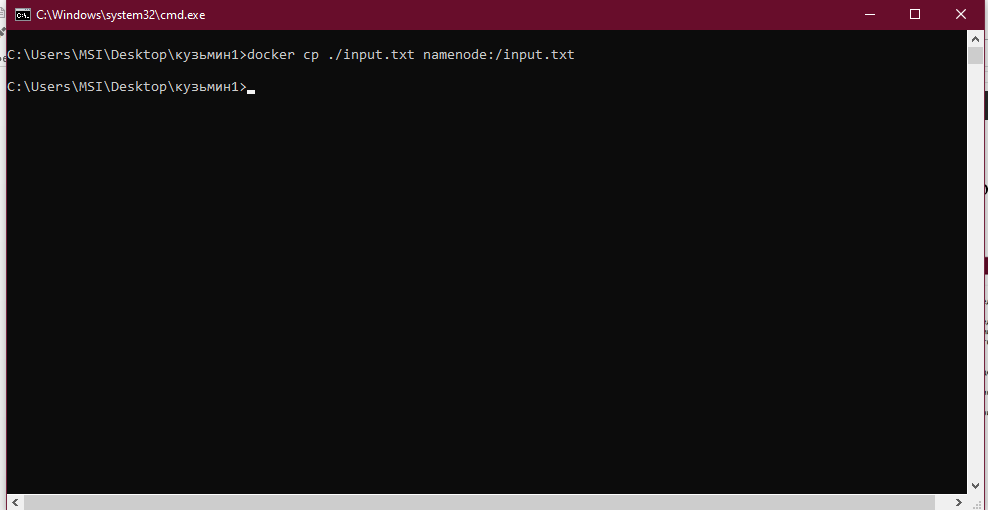 C:\Windows\system32\cmd.exe
C:\Users\MSI\Desktop\кузьмин1>docker cp ./input.txt namenode:/input.txt
C:\Users\MSI\Desktop\кузьмин1>